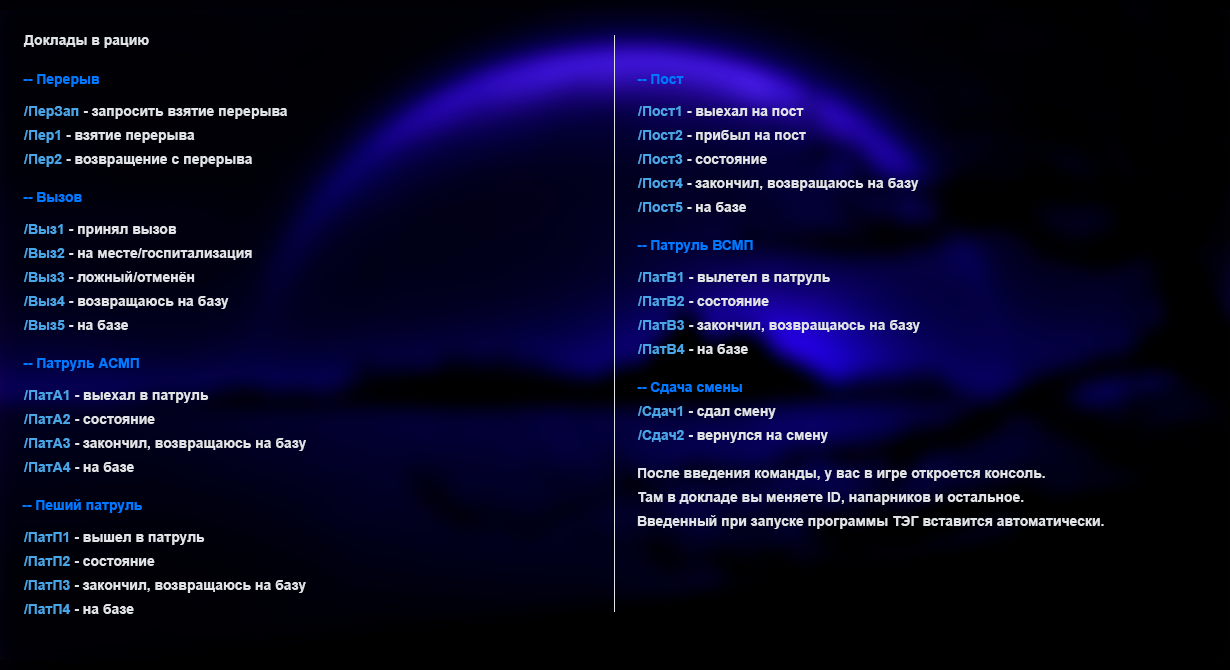 Доклады в рацию
-- Перерыв
/ПерЗап - запросить взятие перерыва
/Пер1 - взятие перерыва
/Пер2 - возвращение с перерыва
-- Вызов
/Выз1 - принял вызов
/Выз2 - на месте/госпитализация
/Выз3 - ложный/отменён
/Выз4 - возвращаюсь на базу
/Выз5 - на базе
-- Патруль АСМП
/ПатА1 - выехал в патруль
/ПатА2 - состояние
/ПатА3 - закончил, возвращаюсь на базу
/ПатА4 - на базе
-- Пеший патруль
/ПатП1 - вышел в патруль
/ПатП2 - состояние
/ПатП3 - закончил, возвращаюсь на базу
/ПатП4 - на базе
-- Пост
/Пост1 - выехал на пост
/Пост2 - прибыл на пост
/Пост3 - состояние
/Пост4 - закончил, возвращаюсь на базу
/Пост5 - на базе
-- Патруль ВСМП
/ПатВ1 - вылетел в патруль
/ПатВ2 - состояние
/ПатВ3 - закончил, возвращаюсь на базу
/ПатВ4 - на базе
-- Сдача смены
/Сдач1 - сдал смену
/Сдач2 - вернулся на смену
После введения команды, у вас в игре откроется консоль.
Там в докладе вы меняете ID, напарников и остальное.
Введенный при запуске программы ТЭГ вставится автоматически.